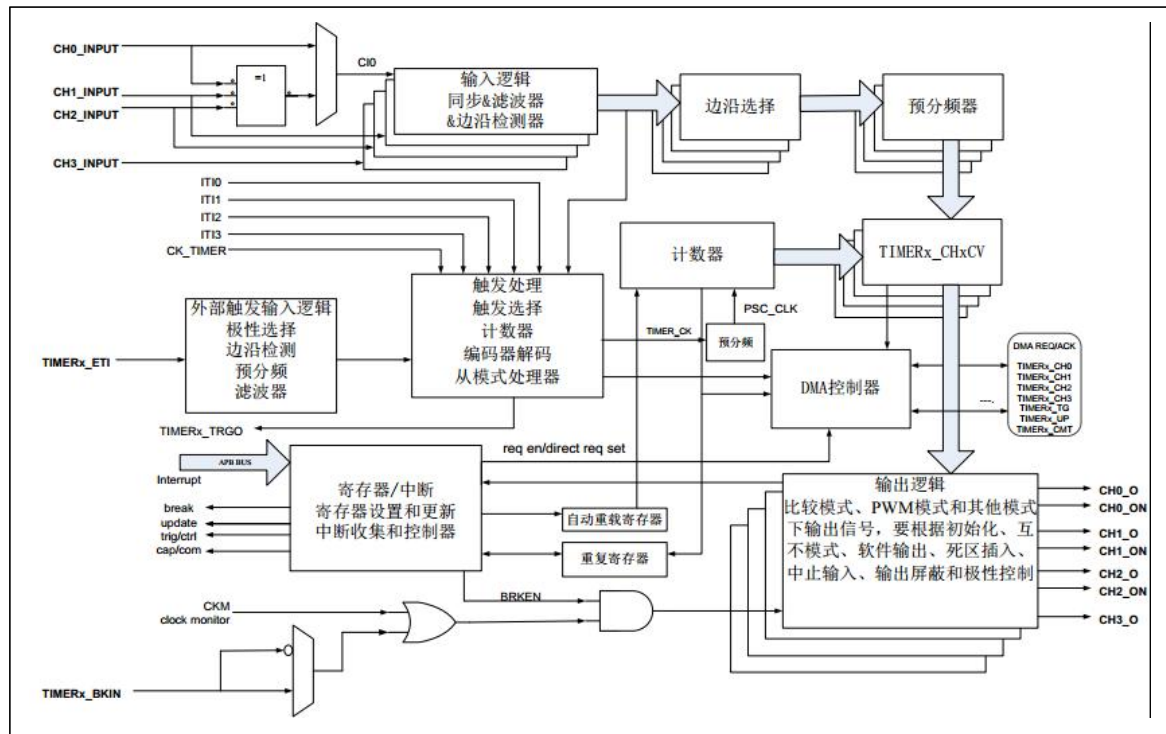 CH0_INPUT
CH1_INPUT
CH2_INPUT
CH3_INPUT
=1
CI0
输入逻辑
同步&滤波器
&边沿检测器
边沿选择
预分频器
ITI0
ITI1
ITI2
ITI3
CK_TIMER
计数器
TIMERx_CHxCV
外部触发输入逻辑
极性选择
边沿检测
预分频
滤波器
TIMERx_ETI
触发处理
触发选择
计数器
编码器解码
从模式处理器
TIMER_CK
PSC_CLK
预分频
DMA控制器
DMA REQ/ACK
TIMERx_CH0
TIMERx_CH1
TIMERx_CH2
TIMERx_CH3
TIMERx_TG
TIMERx_UP
TIMERx_CMT
TIMERx_TRGO
req en/direct req set
APB BUS
Interrupt
break
update
trig/ctrl
cap/com
寄存器/中断
寄存器设置和更新
中断收集和控制器
自动重载寄存器
重复寄存器
输出逻辑
比较模式、PWM模式和其他模式
下输出信号，要根据初始化、互
不模式、软件输出、死区插入、
中止输入、输出屏蔽和极性控制
CH0_O
CH0_ON
CH1_O
CH1_ON
CH2_O
CH2_ON
CH3_O
BRKEN
CKM
clock monitor
TIMERx_BKIN